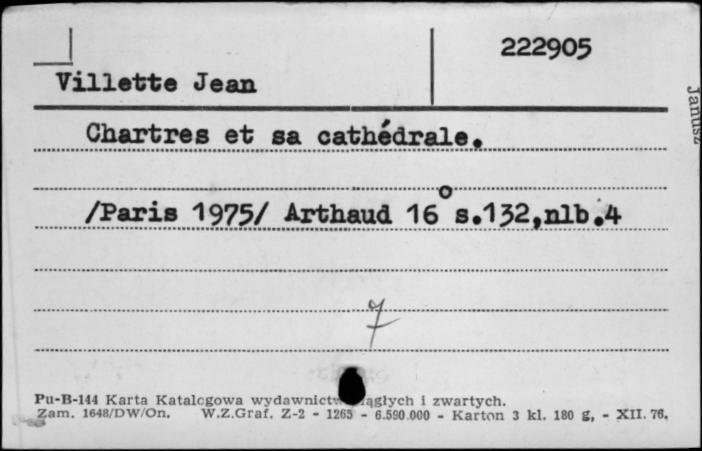 222905
Villette Jean
Chartres et sa cathédrale.
/Paris 1975/ Arthaud 16° s.132,nlb.4
7
Pu-B-144 Karta Katalogowa wydawnictw ciągłych i zwartych.
Zam. 1648/DW/On. W.Z.Graf. Z-2 - 1265 - 6.590.000 - Karton 3 kl. 180 g, - XII. 76.
Janusz